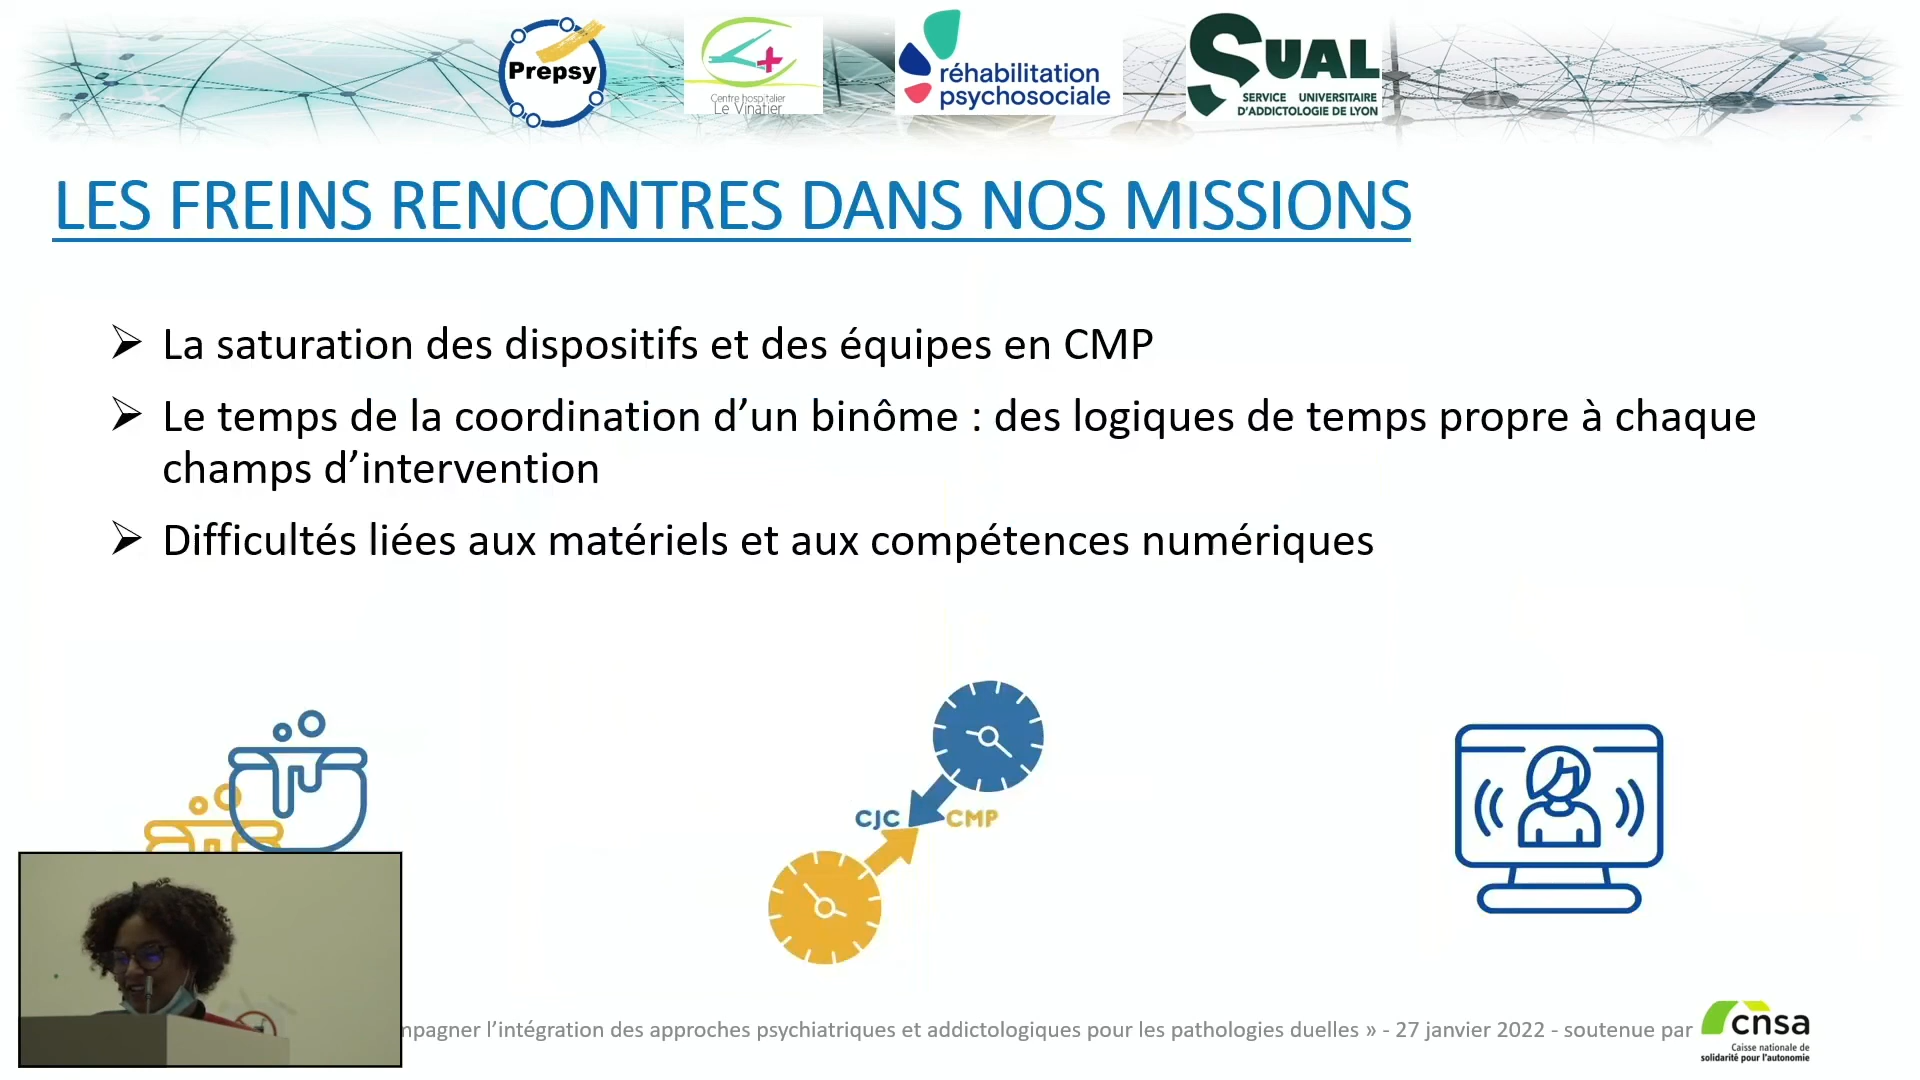 Prepsy
Centre hospitalier
Le Vinatier
réhabilitation
psychosociale
SUAL
SERVICE UNIVERSITAIRE
D'ADDICTOLOGIE DE LYON
LES FREINS RENCONTRES DANS NOS MISSIONS
La saturation des dispositifs et des équipes en CMP
Le temps de la coordination d’un binôme : des logiques de temps propre à chaque
champs d’intervention
Difficultés liées aux matériels et aux compétences numériques
CJC CMP
mpagner l’intégration des approches psychiatriques et addictologiques pour les pathologies duelles » - 27 janvier 2022 - soutenue par
cnsa
Caisse nationale de
solidarité pour l'autonomie